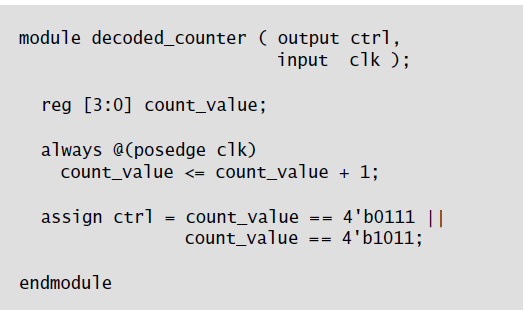 module decoded_counter ( output ctrl,
input clk );
reg [3:0] count_value;
always @(posedge clk)
count_value <= count_value + 1;
assign ctrl = count_value == 4'b0111 ||
count_value == 4'b1011;
endmodule